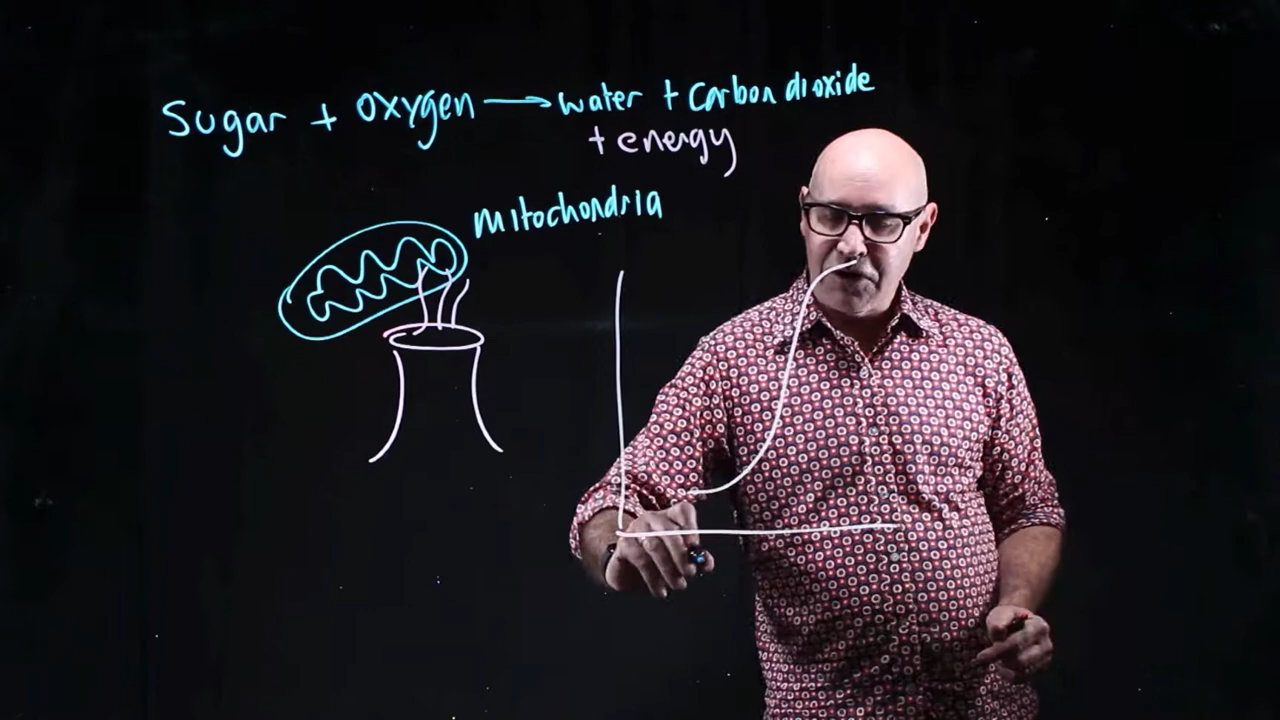 Sugar + oxygen → water + carbon dioxide
+ energy
Mitochondria